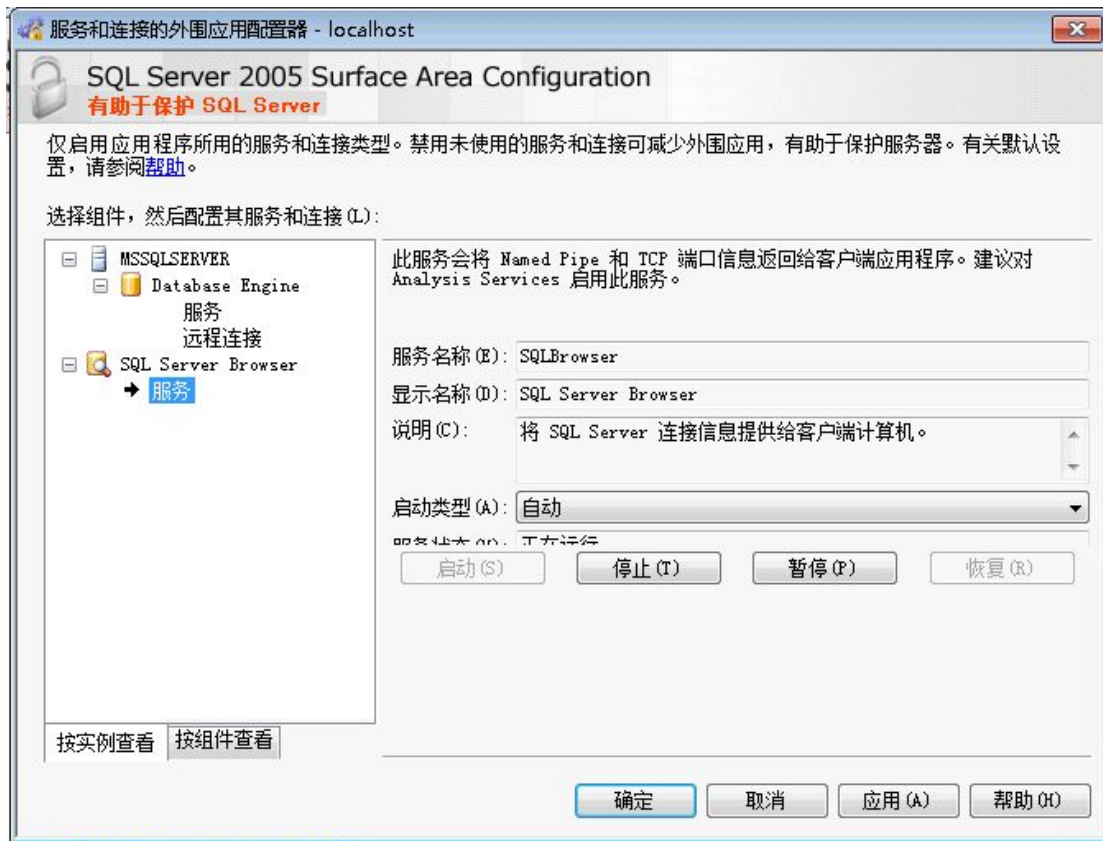 服务和连接的外围应用配置器 - localhost
SQL Server 2005 Surface Area Configuration
有助于保护 SQL Server
仅启用应用程序所用的服务和连接类型。禁用未使用的服务和连接可减少外围应用，有助于保护服务器。有关默认设
置，请参阅帮助。
选择组件，然后配置其服务和连接(L):
MSSQLSERVER
Database Engine
服务
远程连接
SQL Server Browser
服务
按实例查看
按组件查看
此服务会将 Named Pipe 和 TCP 端口信息返回给客户端应用程序。建议对
Analysis Services 启用此服务。
服务名称(E): SQLBrowser
显示名称(D): SQL Server Browser
说明(C): 将 SQL Server 连接信息提供给客户端计算机。
启动类型(A): 自动
服务状态 正在运行
启动(S) 停止(T) 暂停(P) 恢复(R)
确定 取消 应用(A) 帮助(H)